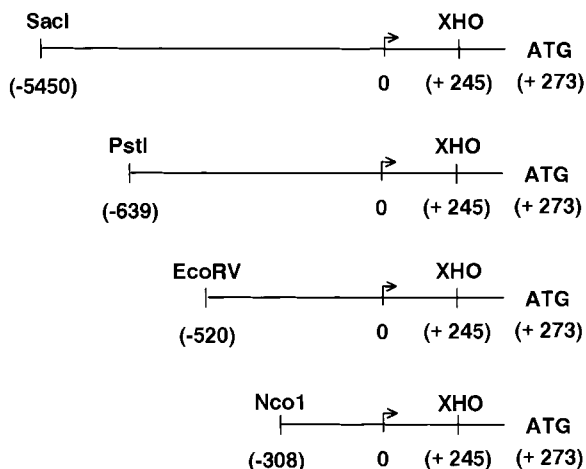 SacI XHO ATG
(-5450) 0 (+ 245) (+ 273)
PstI XHO ATG
(-639) 0 (+ 245) (+ 273)
EcoRV XHO ATG
(-520) 0 (+ 245) (+ 273)
Nco1 XHO ATG
(-308) 0 (+ 245) (+ 273)